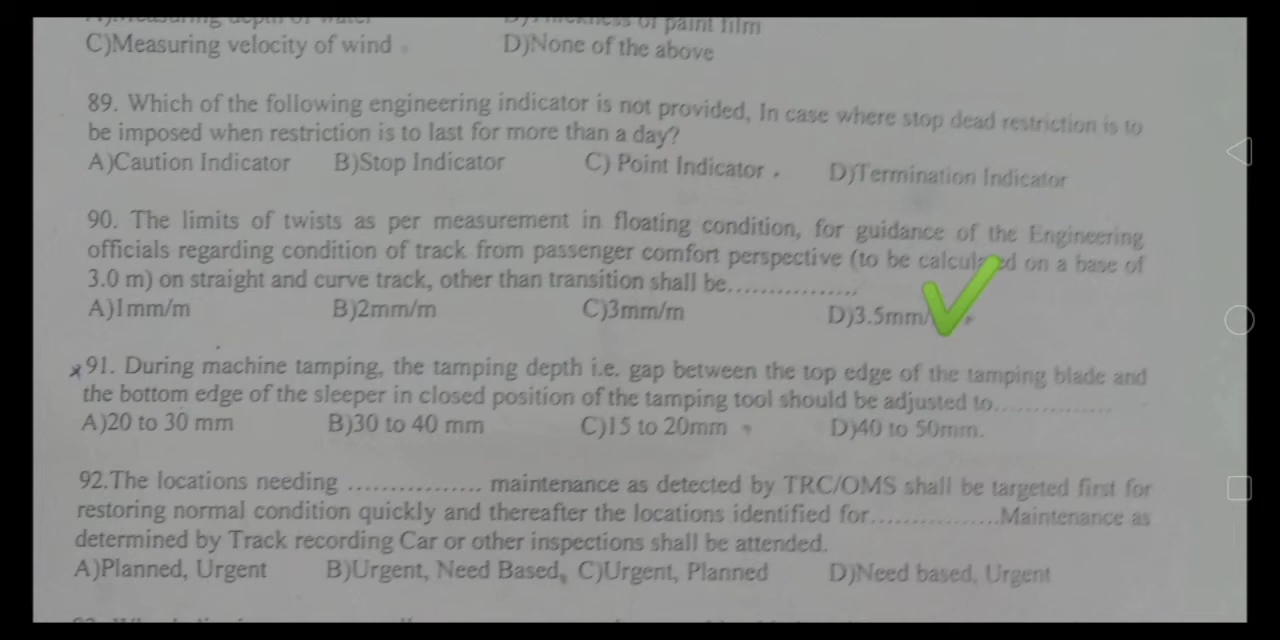 A)Measuring depth of water D)Thickness of paint film
C)Measuring velocity of wind D)None of the above
89. Which of the following engineering indicator is not provided, In case where stop dead restriction is to
be imposed when restriction is to last for more than a day?
A)Caution Indicator B)Stop Indicator C) Point Indicator . D)Termination Indicator
90. The limits of twists as per measurement in floating condition, for guidance of the Engineering
officials regarding condition of track from passenger comfort perspective (to be calculated on a base of
3.0 m) on straight and curve track, other than transition shall be................
A)1mm/m B)2mm/m C)3mm/m D)3.5mm/
x91. During machine tamping, the tamping depth i.e. gap between the top edge of the tamping blade and
the bottom edge of the sleeper in closed position of the tamping tool should be adjusted to...............
A)20 to 30 mm B)30 to 40 mm C)15 to 20mm D)40 to 50mm.
92.The locations needing ................ maintenance as detected by TRC/OMS shall be targeted first for
restoring normal condition quickly and thereafter the locations identified for................Maintenance as
determined by Track recording Car or other inspections shall be attended.
A)Planned, Urgent B)Urgent, Need Based, C)Urgent, Planned D)Need based, Urgent